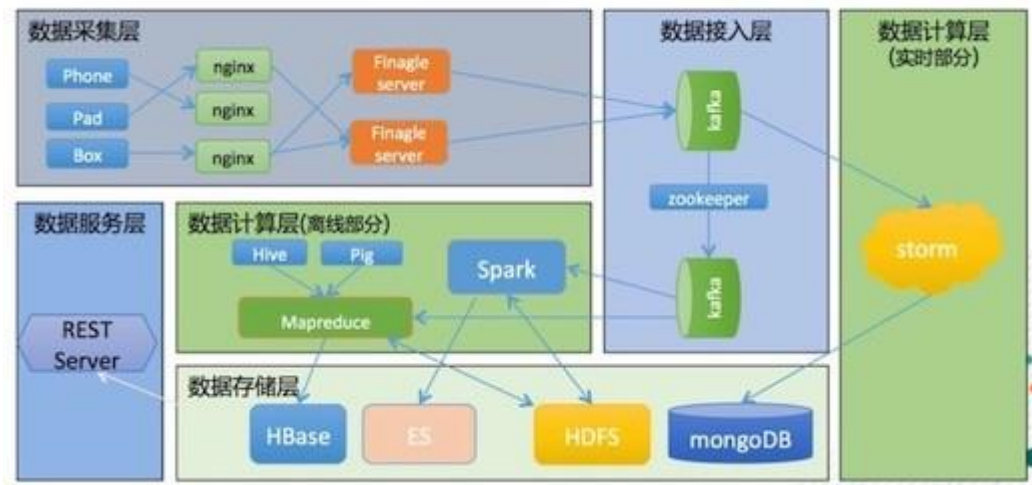 数据采集层
Phone
Pad
Box
nginx
nginx
nginx
Finagle
server
Finagle
server
数据接入层
kafka
zookeeper
kafka
数据计算层
(实时部分)
storm
数据服务层
REST
Server
数据计算层(离线部分)
Hive
Pig
Spark
Mapreduce
数据存储层
HBase
ES
HDFS
mongoDB